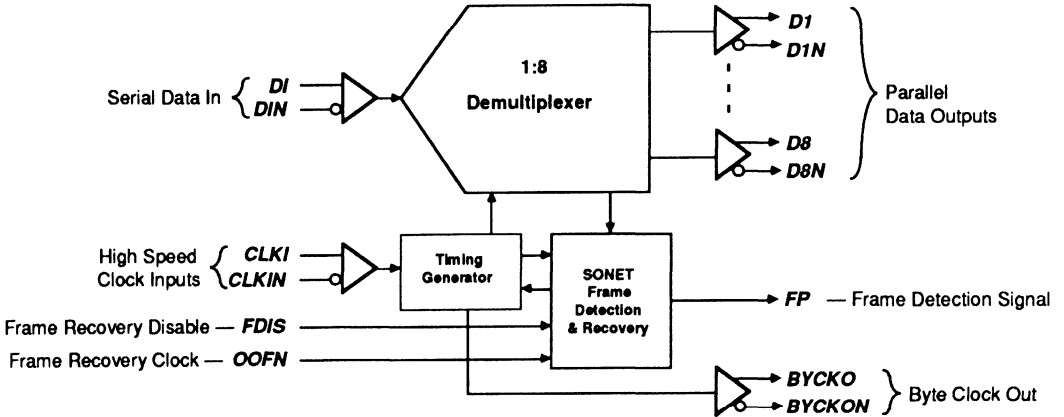 D1
D1N
1:8
Demultiplexer
Serial Data In
DI
DIN
Parallel
Data Outputs
D8
D8N
High Speed
Clock Inputs
CLKI
CLKIN
Timing
Generator
SONET
Frame
Detection
& Recovery
FP — Frame Detection Signal
Frame Recovery Disable — FDIS
Frame Recovery Clock — OOFN
BYCKO
BYCKON
Byte Clock Out